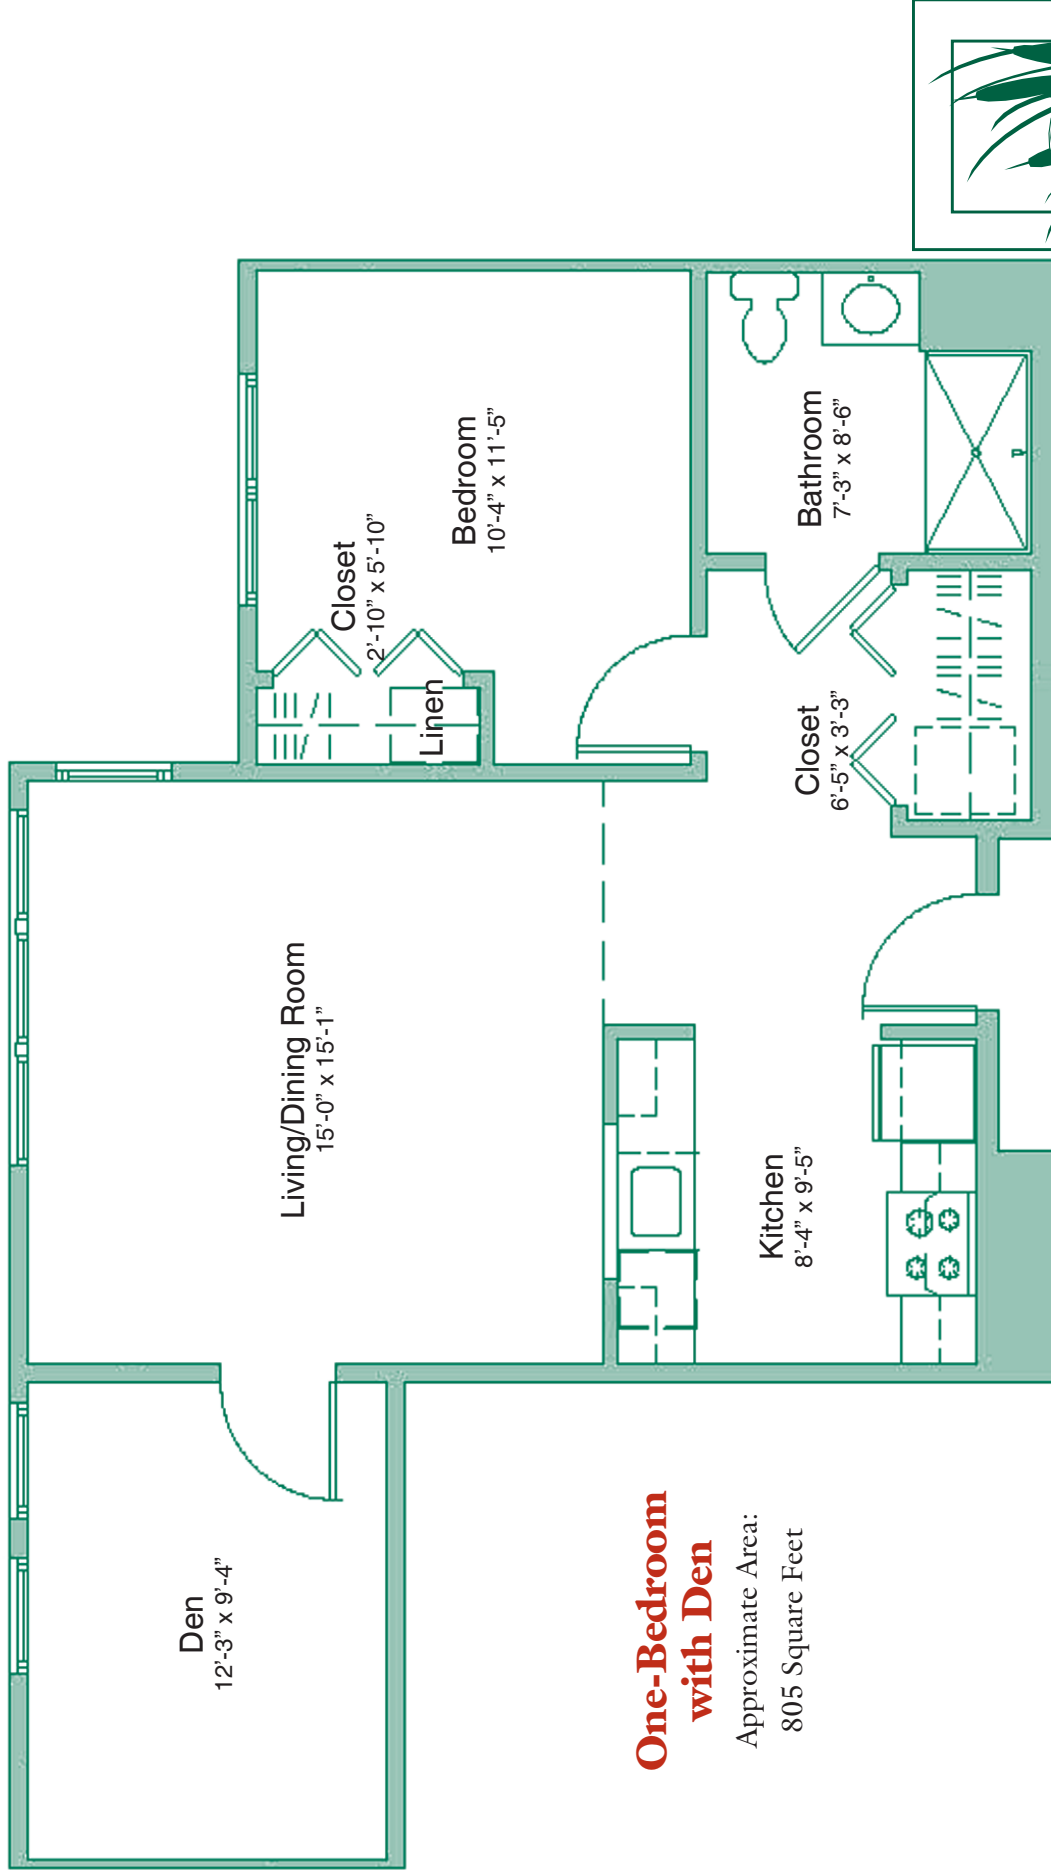 Den
12'-3” x 9'-4”
Living/Dining Room
15'-0” x 15'-1”
Closet
2'-10” x 5'-10”
Linen
Bedroom
10'-4” x 11'-5”
Kitchen
8'-4” x 9'-5”
Closet
6'-5” x 3'-3”
Bathroom
7'-3” x 8'-6”
One-Bedroom
with Den
Approximate Area:
805 Square Feet